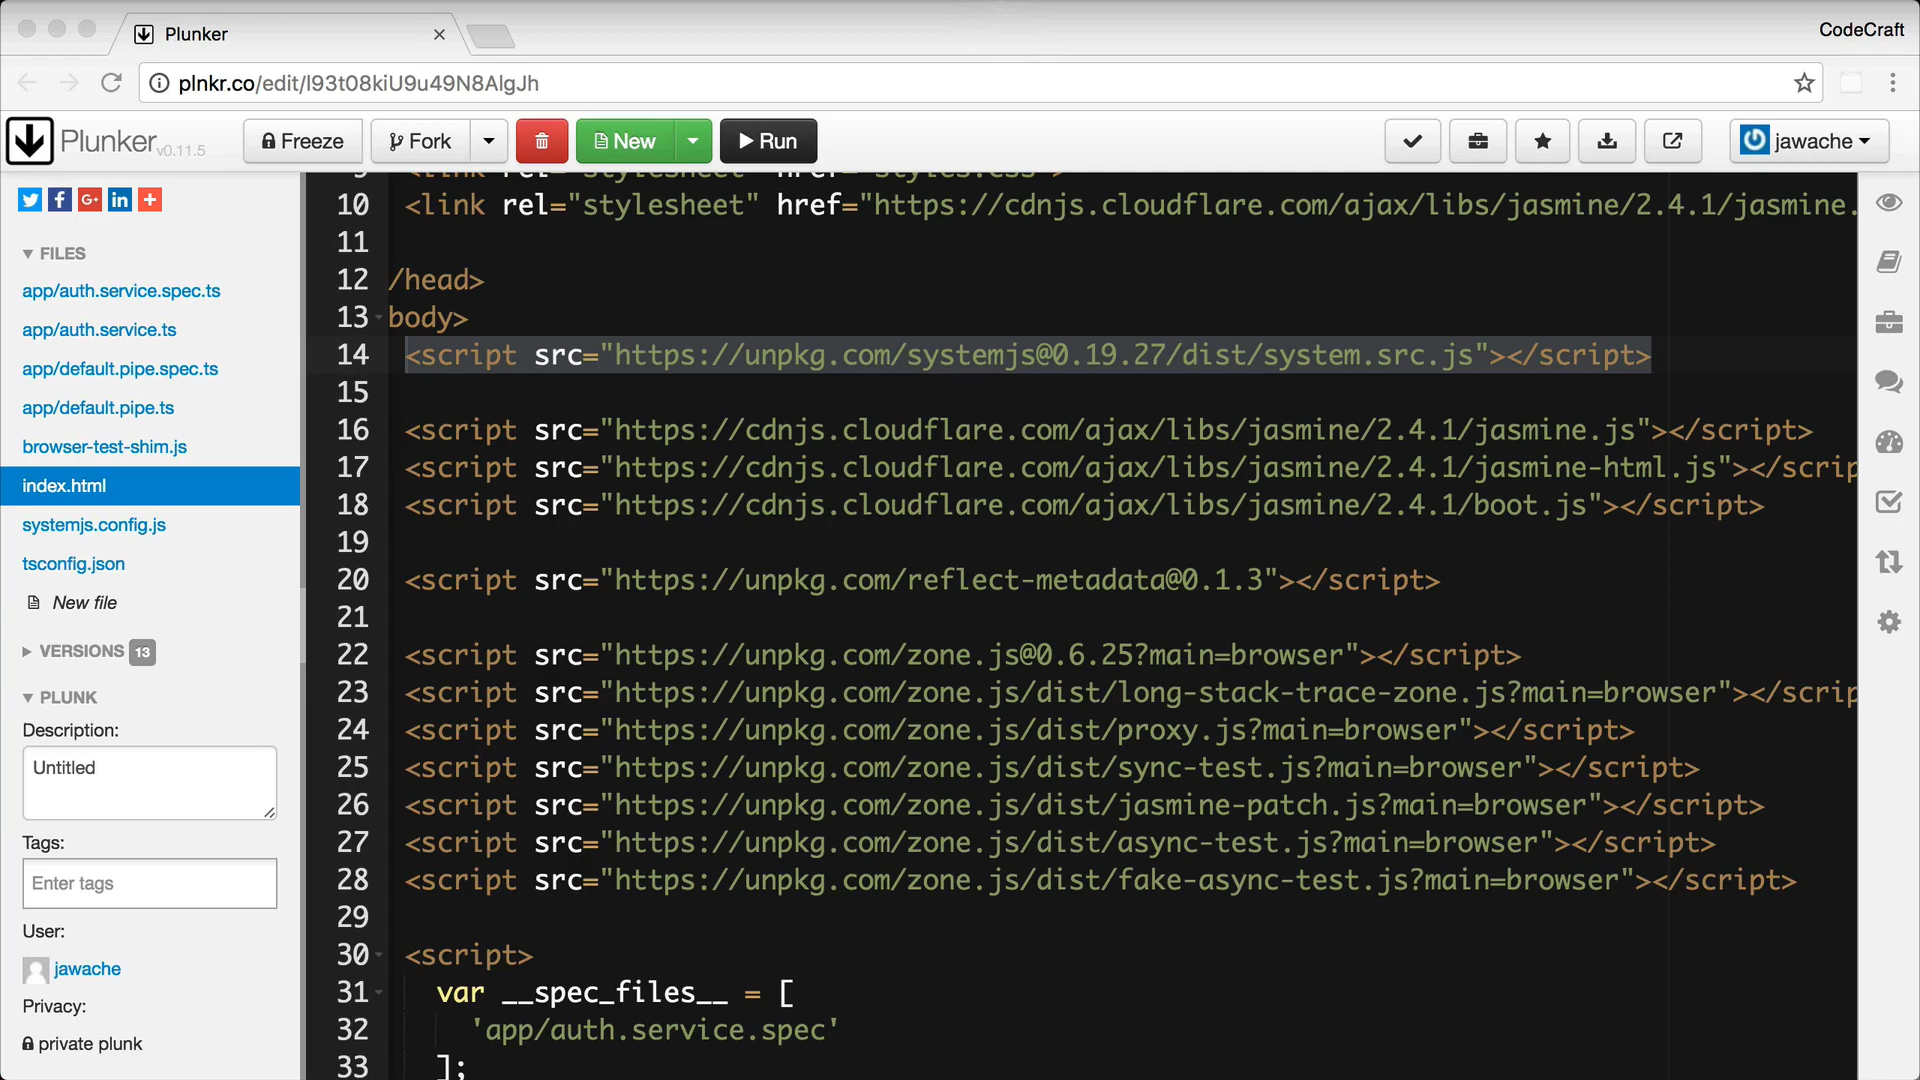 Plunker
CodeCraft
plnkr.co/edit/l93t08kiU9u49N8AlgJh
Plunker v0.11.5
Freeze
Fork
New
Run
jawache
FILES
app/auth.service.spec.ts
app/auth.service.ts
app/default.pipe.spec.ts
app/default.pipe.ts
browser-test-shim.js
index.html
systemjs.config.js
tsconfig.json
New file
VERSIONS 13
PLUNK
Description:
Untitled
Tags:
Enter tags
User:
jawache
Privacy:
private plunk
9 <link rel="stylesheet" href="styles.css">
10 <link rel="stylesheet" href="https://cdnjs.cloudflare.com/ajax/libs/jasmine/2.4.1/jasmine.
11
12 /head>
13 body>
14 <script src="https://unpkg.com/systemjs@0.19.27/dist/system.src.js"></script>
15
16 <script src="https://cdnjs.cloudflare.com/ajax/libs/jasmine/2.4.1/jasmine.js"></script>
17 <script src="https://cdnjs.cloudflare.com/ajax/libs/jasmine/2.4.1/jasmine-html.js"></scrip
18 <script src="https://cdnjs.cloudflare.com/ajax/libs/jasmine/2.4.1/boot.js"></script>
19
20 <script src="https://unpkg.com/reflect-metadata@0.1.3"></script>
21
22 <script src="https://unpkg.com/zone.js@0.6.25?main=browser"></script>
23 <script src="https://unpkg.com/zone.js/dist/long-stack-trace-zone.js?main=browser"></scrip
24 <script src="https://unpkg.com/zone.js/dist/proxy.js?main=browser"></script>
25 <script src="https://unpkg.com/zone.js/dist/sync-test.js?main=browser"></script>
26 <script src="https://unpkg.com/zone.js/dist/jasmine-patch.js?main=browser"></script>
27 <script src="https://unpkg.com/zone.js/dist/async-test.js?main=browser"></script>
28 <script src="https://unpkg.com/zone.js/dist/fake-async-test.js?main=browser"></script>
29
30 <script>
31 var __spec_files__ = [
32 'app/auth.service.spec'
33 ];